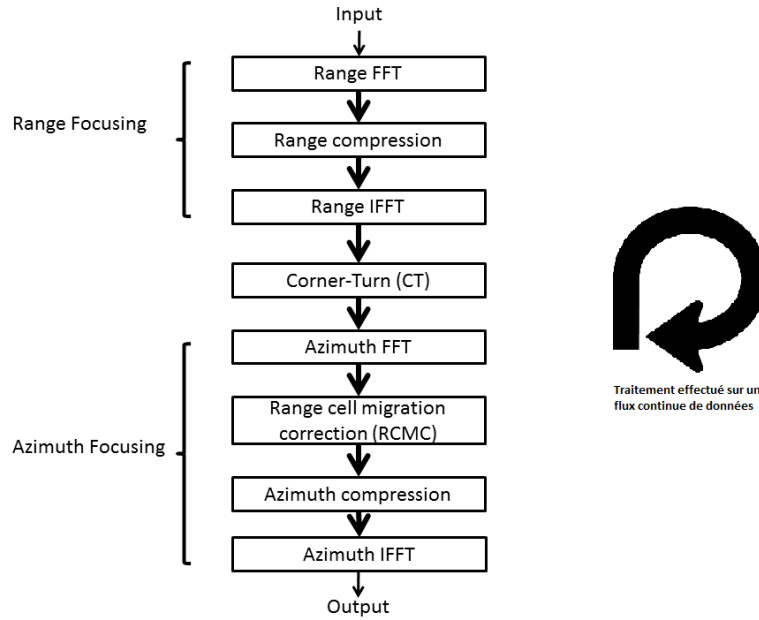 Input
Range FFT
Range Focusing
Range compression
Range IFFT
Corner-Turn (CT)
Azimuth FFT
Range cell migration
correction (RCMC)
Azimuth Focusing
Azimuth compression
Azimuth IFFT
Output
Traitement effectué sur un
flux continue de données